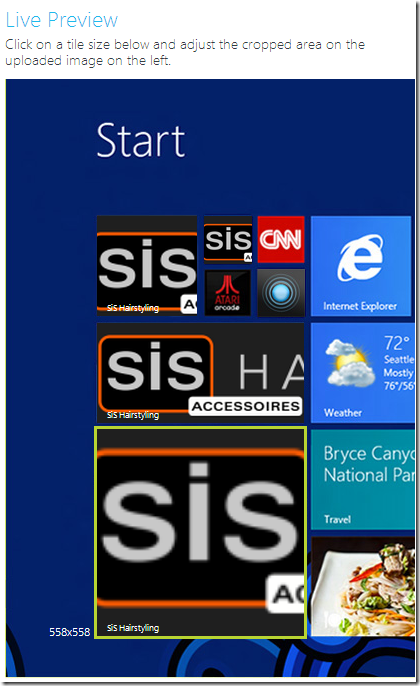 Live Preview
Click on a tile size below and adjust the cropped area on the
uploaded image on the left.
Start
sis
AC
SiS Hairstyling
sis
AC
CNN
ATARI
arcade
Internet Explorer
sis
HA
ACCESSOIRES
SiS Hairstyling
72°
Seattle
Mostly
76°/56°
Weather
sis
AC
SiS Hairstyling
Bryce Canyo
National Par
Travel
558x558